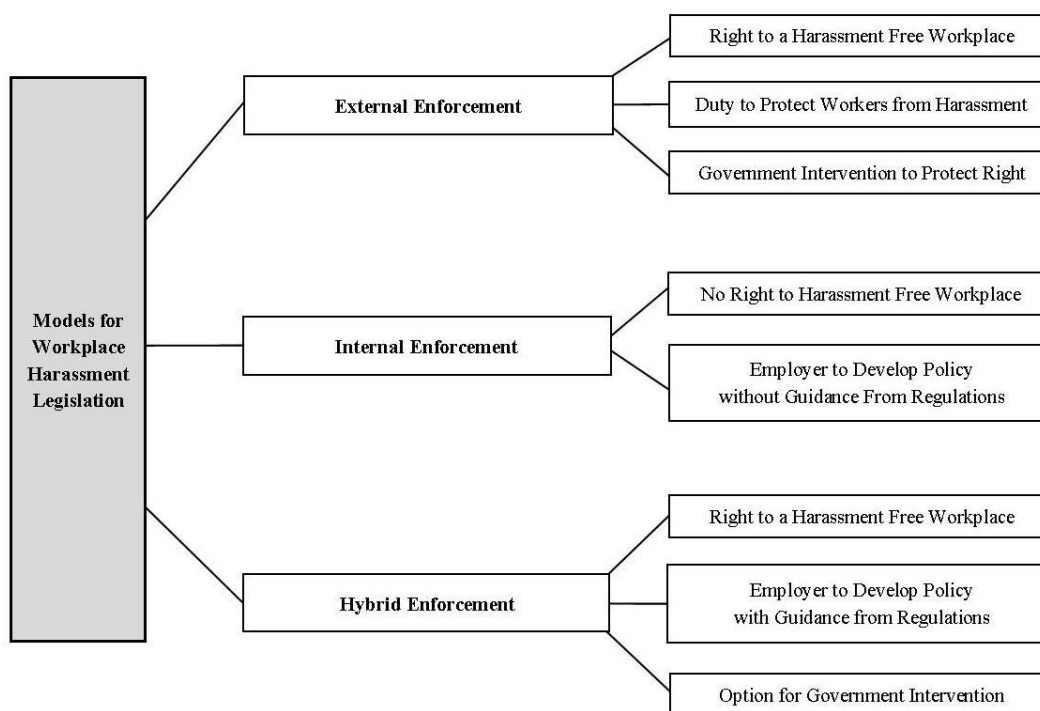 Models for
Workplace
Harassment
Legislation
External Enforcement
Right to a Harassment Free Workplace
Duty to Protect Workers from Harassment
Government Intervention to Protect Right
Internal Enforcement
No Right to Harassment Free Workplace
Employer to Develop Policy
without Guidance From Regulations
Hybrid Enforcement
Right to a Harassment Free Workplace
Employer to Develop Policy
with Guidance from Regulations
Option for Government Intervention